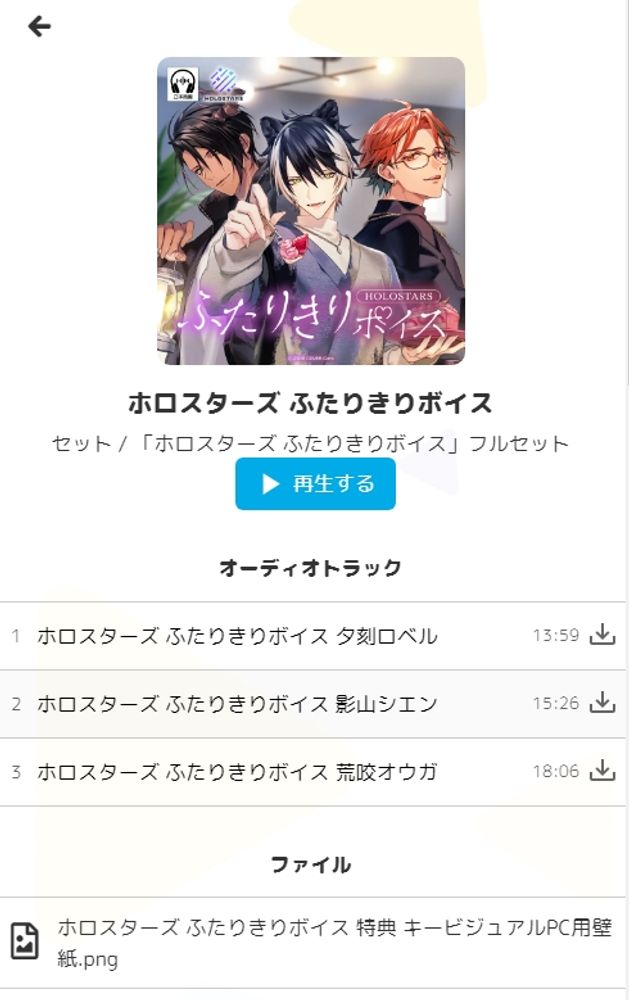 HOLOSTARS
ふたりきり
HOLOSTARS
ボイス
ホロスターズ ふたりきりボイス
セット / 「ホロスターズ ふたりきりボイス」フルセット
再生する
オーディオトラック
1 ホロスターズ ふたりきりボイス 夕刻ロベル 13:59
2 ホロスターズ ふたりきりボイス 影山シエン 15:26
3 ホロスターズ ふたりきりボイス 荒咬オウガ 18:06
ファイル
ホロスターズ ふたりきりボイス 特典 キービジュアルPC用壁
紙.png